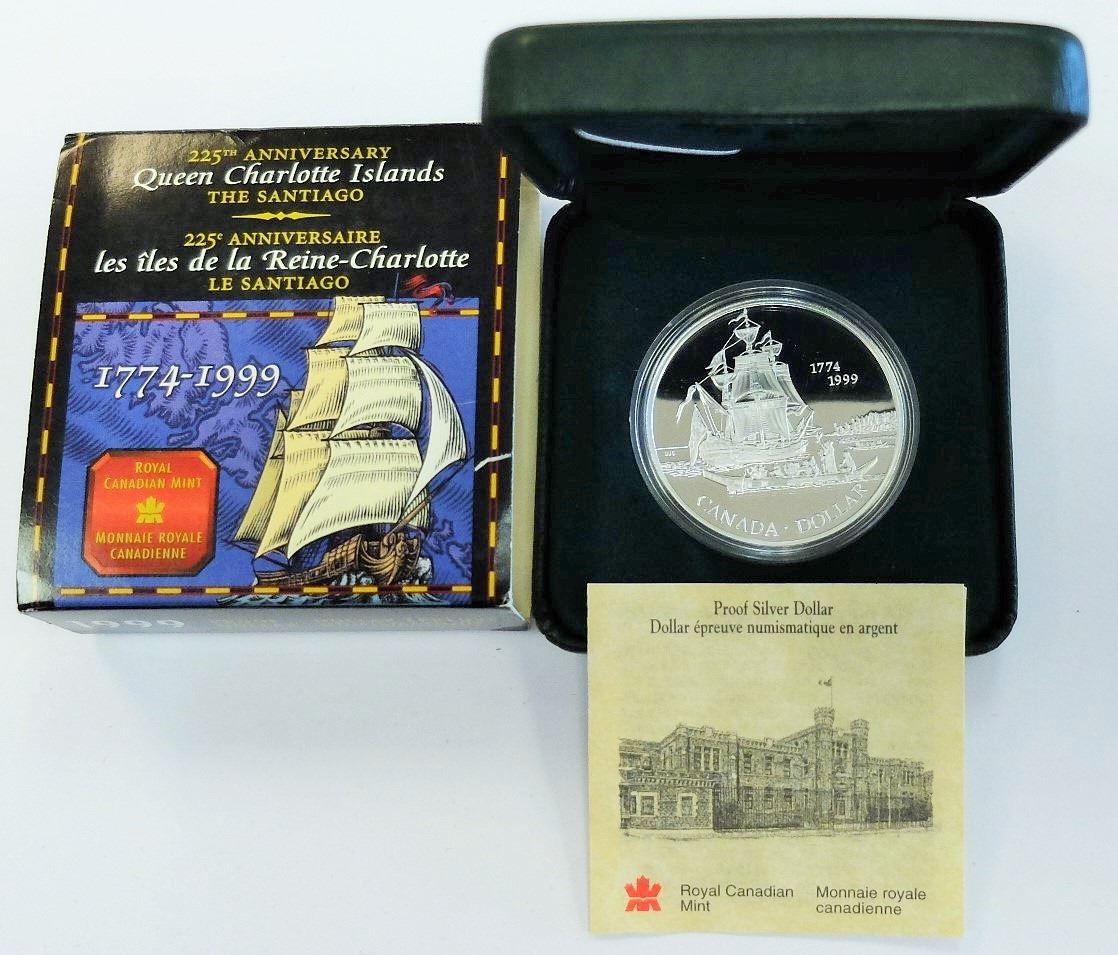 225TH ANNIVERSARY
Queen Charlotte Islands
THE SANTIAGO
225e ANNIVERSAIRE
les îles de la Reine-Charlotte
LE SANTIAGO
1774-1999
ROYAL
CANADIAN MINT
MONNAIE ROYALE
CANADIENNE
1999
1774
1999
CANADA · DOLLAR
Proof Silver Dollar
Dollar épreuve numismatique en argent
Royal Canadian
Mint
Monnaie royale
canadienne